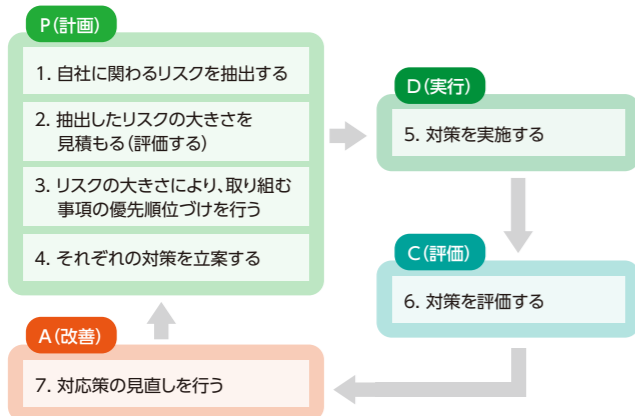 P(計画)
1. 自社に関わるリスクを抽出する
2. 抽出したリスクの大きさを
見積もる(評価する)
3. リスクの大きさにより、取り組む
事項の優先順位づけを行う
4. それぞれの対策を立案する
D(実行)
5. 対策を実施する
C(評価)
6. 対策を評価する
A(改善)
7. 対応策の見直しを行う